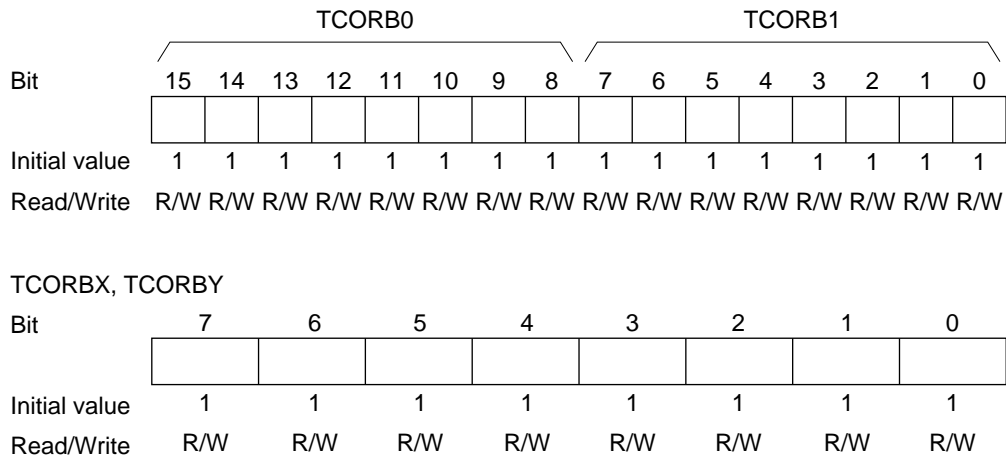 TCORB0 TCORB1
Bit 15 14 13 12 11 10 9 8 7 6 5 4 3 2 1 0
Initial value 1 1 1 1 1 1 1 1 1 1 1 1 1 1 1 1
Read/Write R/W R/W R/W R/W R/W R/W R/W R/W R/W R/W R/W R/W R/W R/W R/W R/W
TCORBX, TCORBY
Bit 7 6 5 4 3 2 1 0
Initial value 1 1 1 1 1 1 1 1
Read/Write R/W R/W R/W R/W R/W R/W R/W R/W